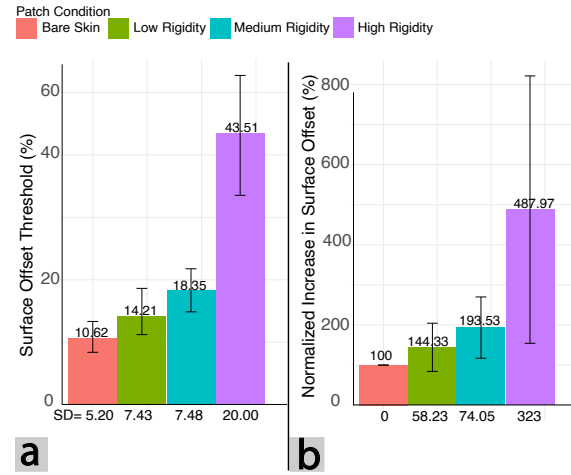 Patch Condition
Bare Skin Low Rigidity Medium Rigidity High Rigidity
Surface Offset Threshold (%)
60
40
20
0
10.62
14.21
18.35
43.51
SD= 5.20 7.43 7.48 20.00
a
Normalized Increase in Surface Offset (%)
800
600
400
200
0
100
144.33
193.53
487.97
0 58.23 74.05 323
b